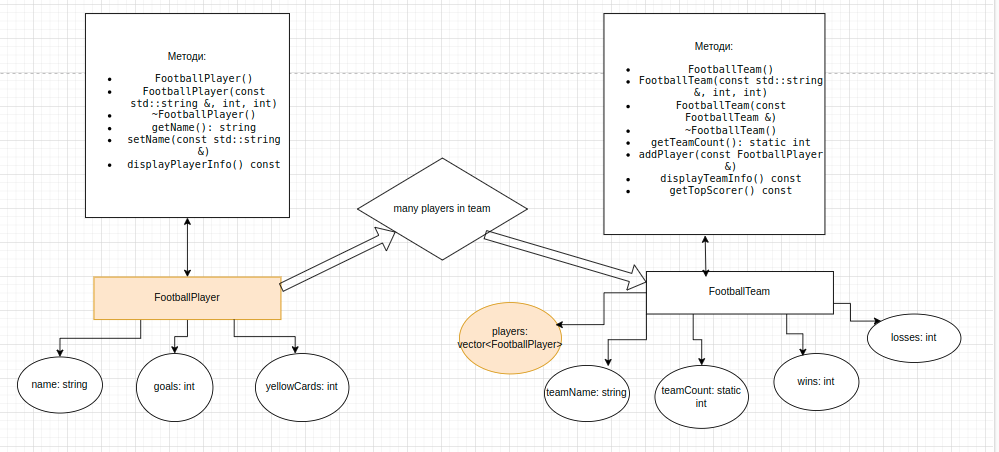 Методи:
FootballPlayer()
FootballPlayer(const
std::string &, int, int)
~FootballPlayer()
getName(): string
setName(const std::string
&)
displayPlayerInfo() const
Методи:
FootballTeam()
FootballTeam(const std::string
&, int, int)
FootballTeam(const
FootballTeam &)
~FootballTeam()
getTeamCount(): static int
addPlayer(const FootballPlayer
&)
displayTeamInfo() const
getTopScorer() const
many players in team
FootballPlayer
FootballTeam
players:
vector<FootballPlayer>
losses: int
name: string
goals: int
yellowCards: int
teamName: string
teamCount: static
int
wins: int